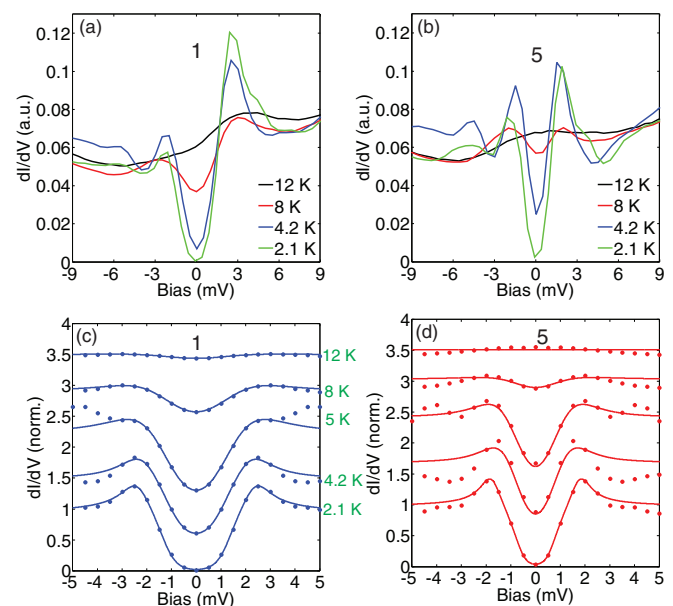 (a)
1
dI/dV (a.u.)
0.12
0.1
0.08
0.06
0.04
0.02
0
12 K
8 K
4.2 K
2.1 K
-9 -6 -3 0 3 6 9
Bias (mV)
(b)
5
dI/dV (a.u.)
0.12
0.1
0.08
0.06
0.04
0.02
0
12 K
8 K
4.2 K
2.1 K
-9 -6 -3 0 3 6 9
Bias (mV)
(c)
1
dI/dV (norm.)
4
3.5
3
2.5
2
1.5
1
0.5
0
12 K
8 K
5 K
4.2 K
2.1 K
-5 -4 -3 -2 -1 0 1 2 3 4 5
Bias (mV)
(d)
5
dI/dV (norm.)
4
3.5
3
2.5
2
1.5
1
0.5
0
-5 -4 -3 -2 -1 0 1 2 3 4 5
Bias (mV)